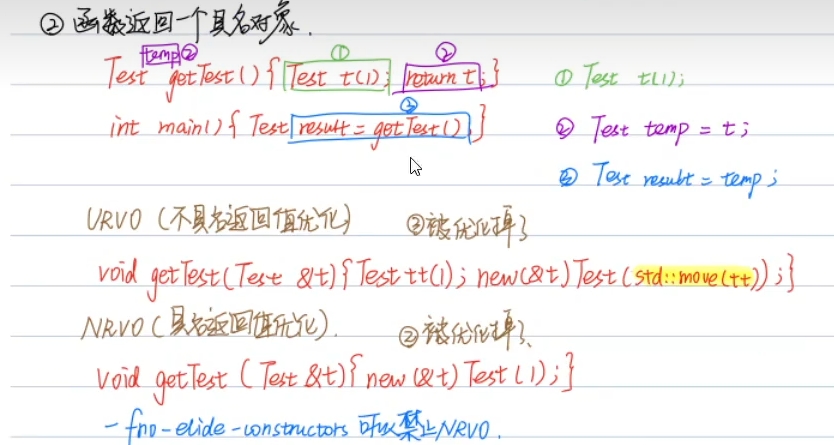 ② 函数返回一个具名对象.
temp ② ① ②
Test getTest() { Test t(1); return t; } ① Test t(1);
③
int main() { Test result = getTest() } ② Test temp = t;
③ Test result = temp;
URVO (不具名返回值优化) ③被优化掉了
void getTest(Test &t) { Test tt(1); new(&t) Test(std::move(tt)); }
NRVO (具名返回值优化). ②被优化掉了.
void getTest (Test &t) { new(&t) Test(1); }
-fno-elide-constructors 可以禁止NRVO.